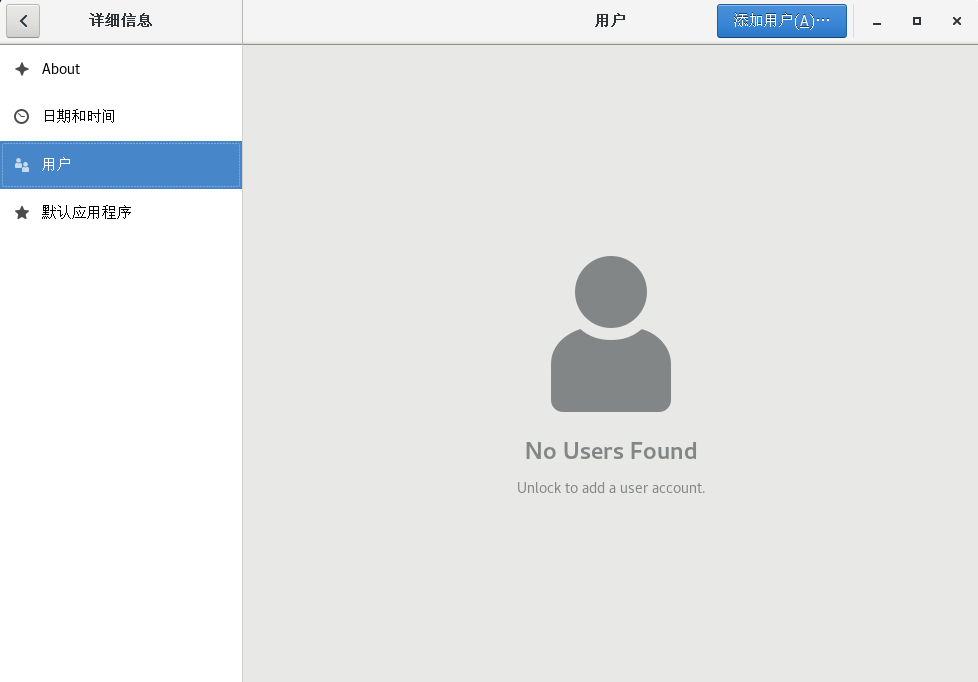 详细信息
用户
添加用户(A)…
About
日期和时间
用户
默认应用程序
No Users Found
Unlock to add a user account.